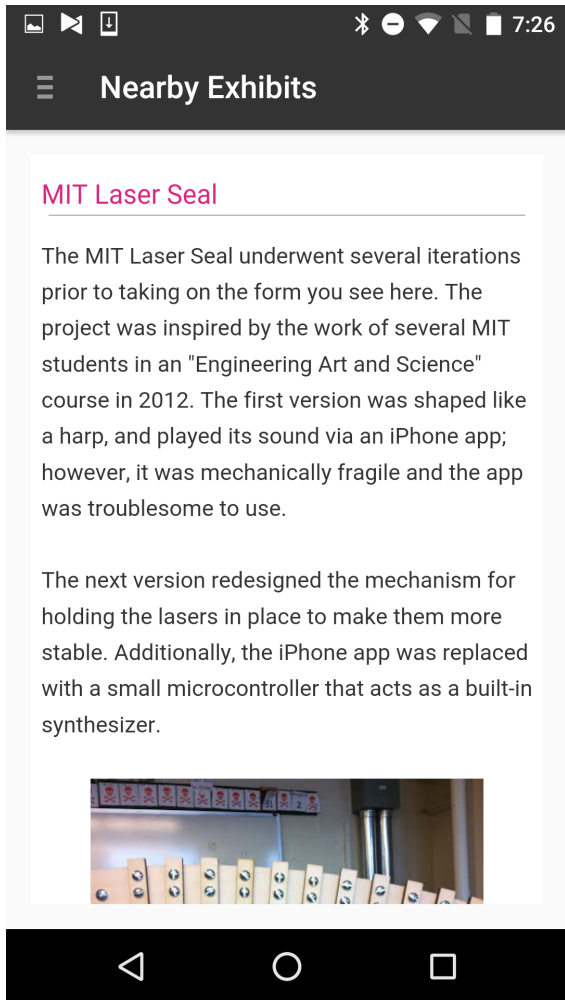 7:26
Nearby Exhibits
MIT Laser Seal
The MIT Laser Seal underwent several iterations
prior to taking on the form you see here. The
project was inspired by the work of several MIT
students in an "Engineering Art and Science"
course in 2012. The first version was shaped like
a harp, and played its sound via an iPhone app;
however, it was mechanically fragile and the app
was troublesome to use.
The next version redesigned the mechanism for
holding the lasers in place to make them more
stable. Additionally, the iPhone app was replaced
with a small microcontroller that acts as a built-in
synthesizer.
31
2